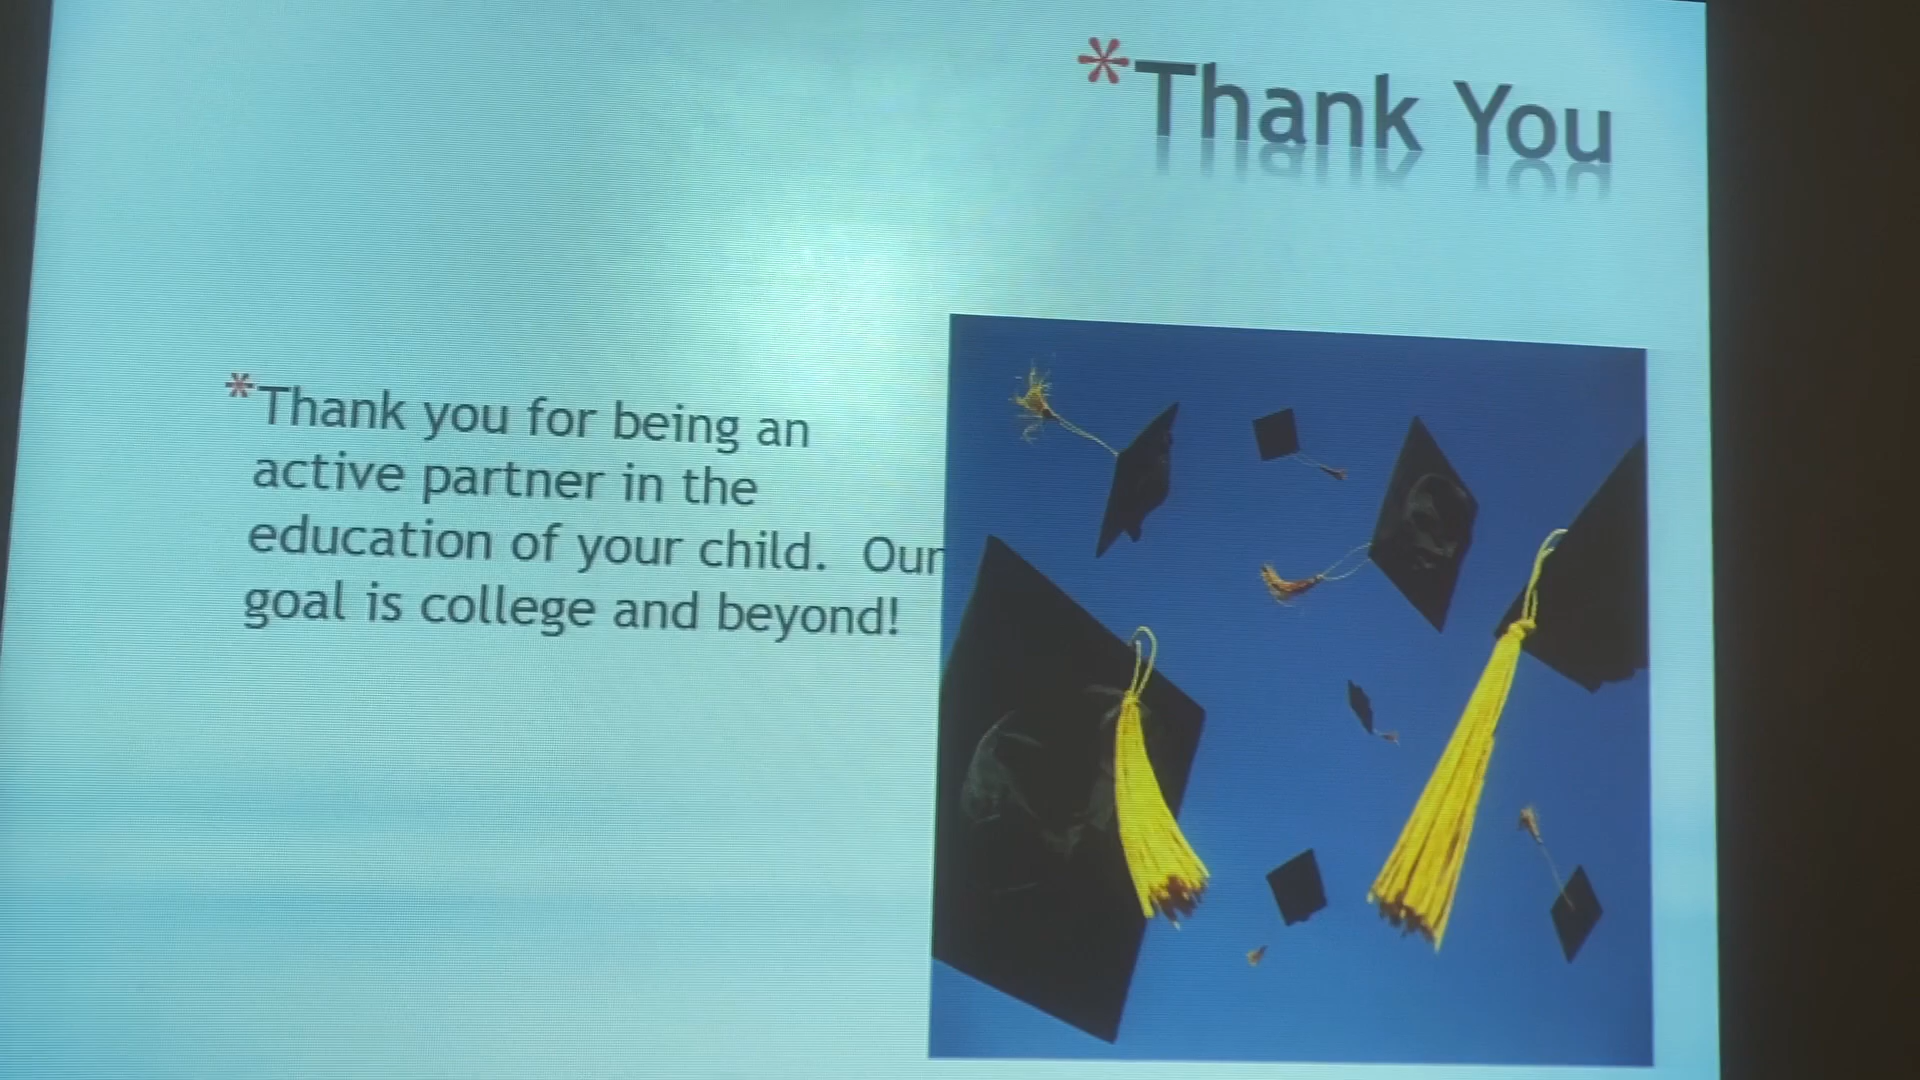 *Thank You
*Thank you for being an
active partner in the
education of your child.  Our
goal is college and beyond!